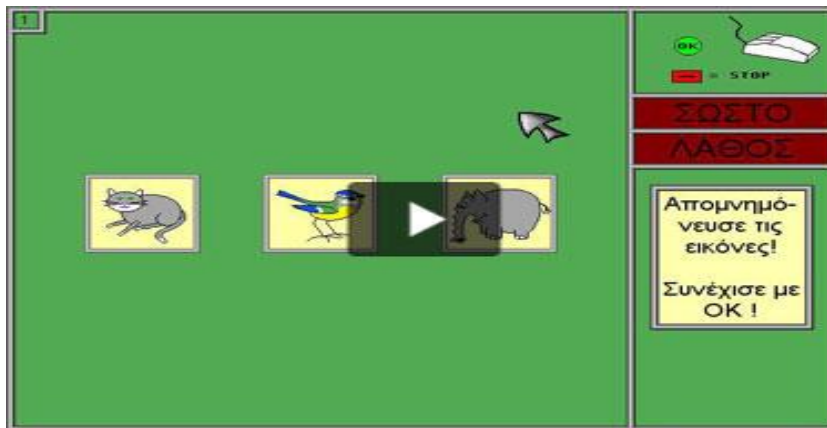 1
OK
= STOP
ΣΩΣΤΟ
ΛΑΘΟΣ
Απομνημό-
νευσε τις
εικόνες!
Συνέχισε με
OK !